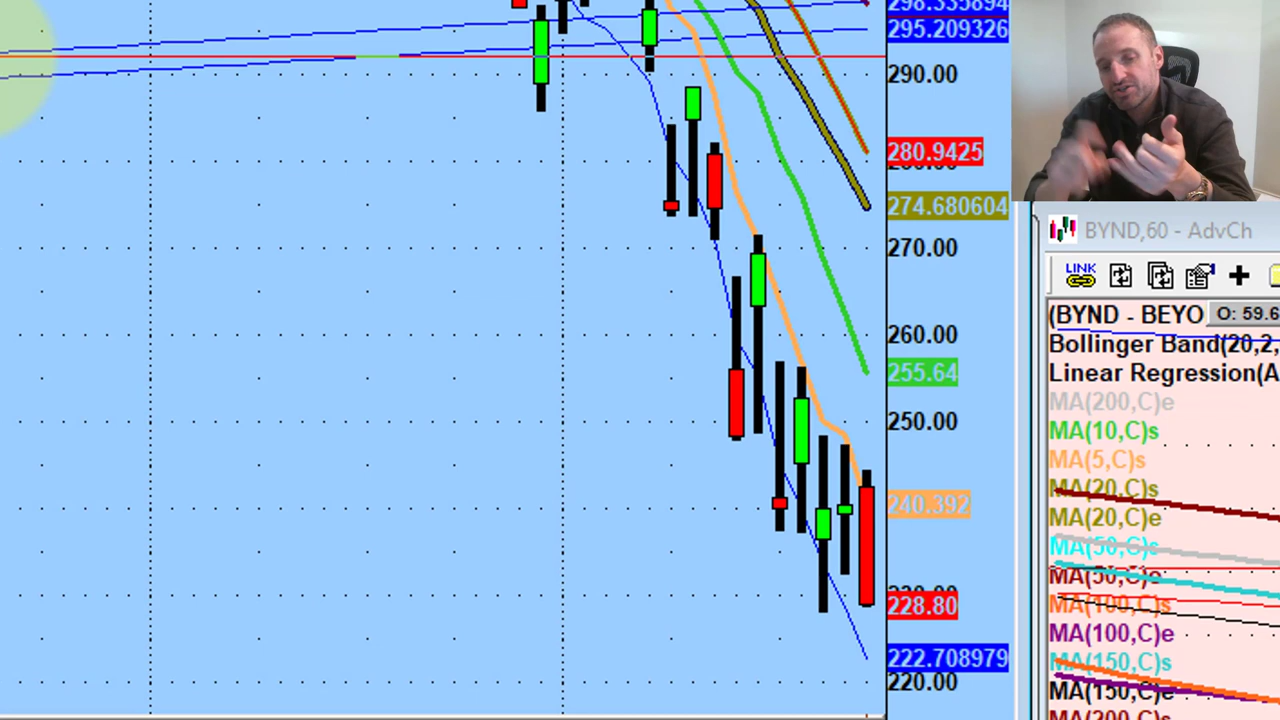 298.335894
295.209326
290.00
280.9425
274.680604
270.00
260.00
255.64
250.00
240.392
228.80
222.708979
220.00
BYND,60 - AdvCh
LINK
(BYND - BEYO
O: 59.6
Bollinger Band(20,2,
Linear Regression(A
MA(200,C)e
MA(10,C)s
MA(5,C)s
MA(20,C)s
MA(20,C)e
MA(50,C)s
MA(50,C)e
MA(100,C)s
MA(100,C)e
MA(150,C)s
MA(150,C)e
MA(200,C)s